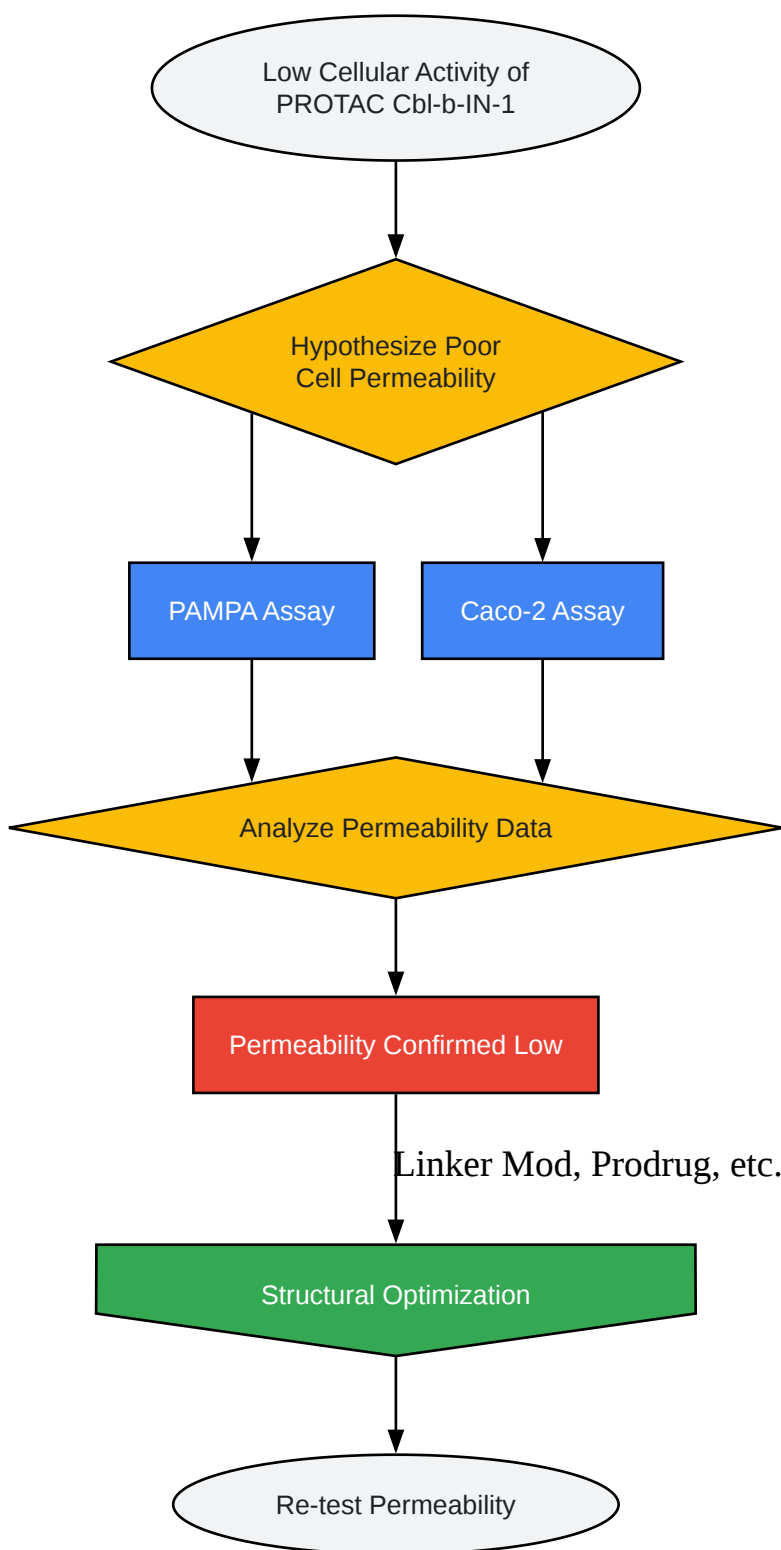 Low Cellular Activity of
PROTAC Cbl-b-IN-1
Hypothesize Poor
Cell Permeability
PAMPA Assay
Caco-2 Assay
Analyze Permeability Data
Permeability Confirmed Low
Linker Mod, Prodrug, etc.
Structural Optimization
Re-test Permeability